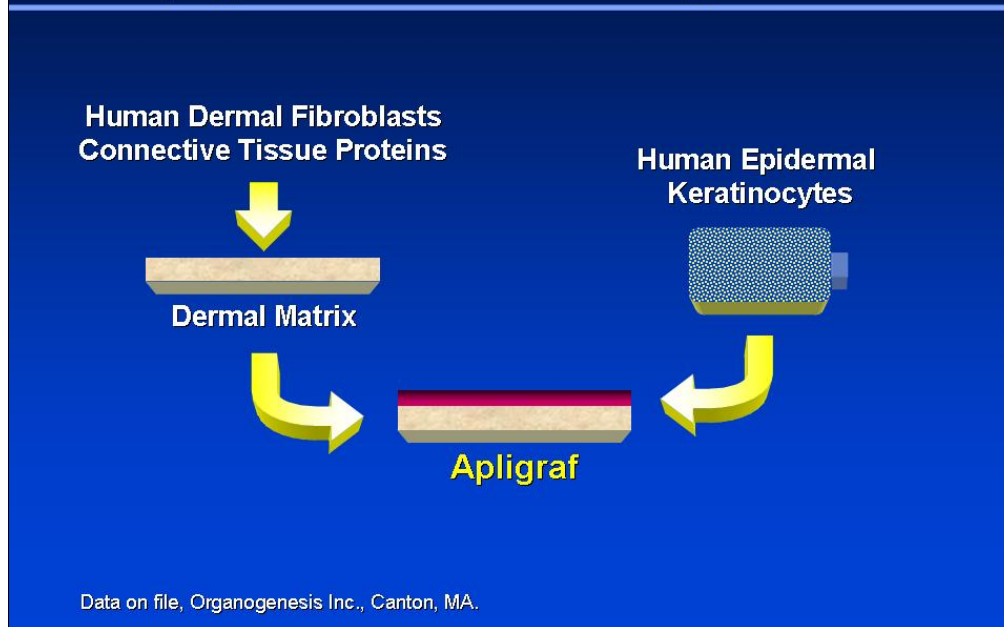 Human Dermal Fibroblasts
Connective Tissue Proteins
Human Epidermal
Keratinocytes
Dermal Matrix
Apligraf
Data on file, Organogenesis Inc., Canton, MA.